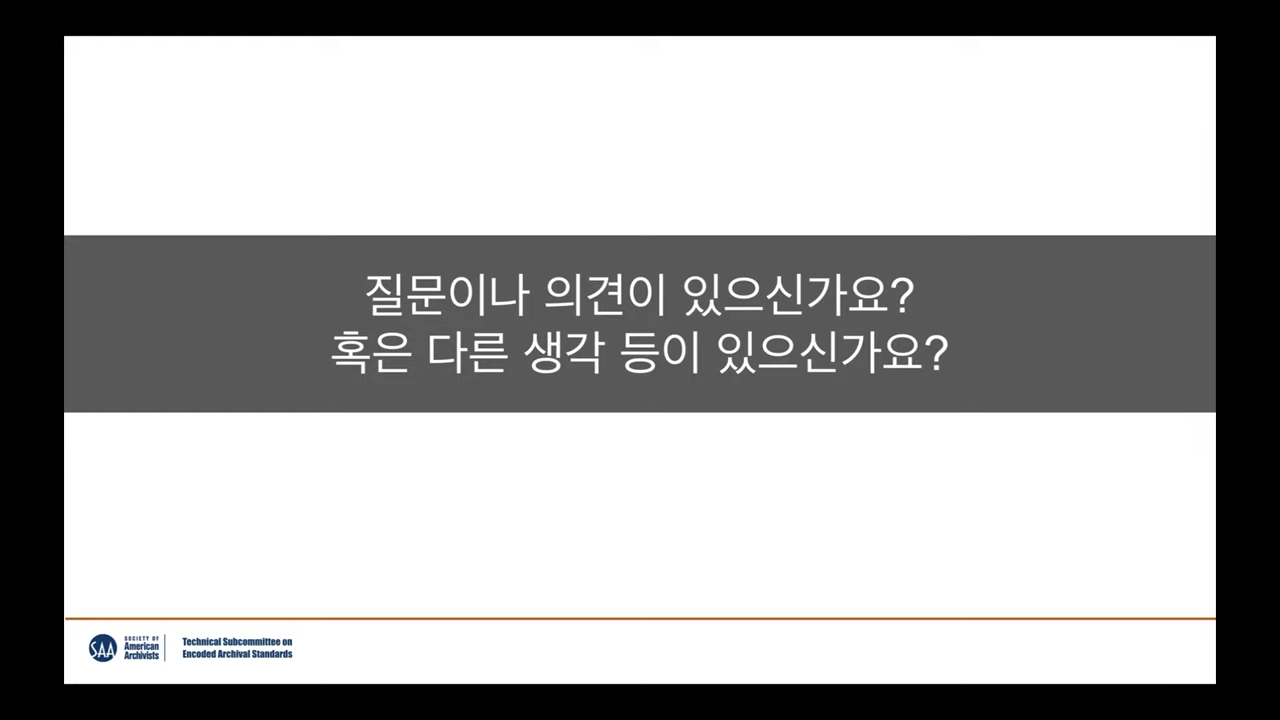 질문이나 의견이 있으신가요?
혹은 다른 생각 등이 있으신가요?
SAA
SOCIETY OF
American
Archivists
Technical Subcommittee on
Encoded Archival Standards